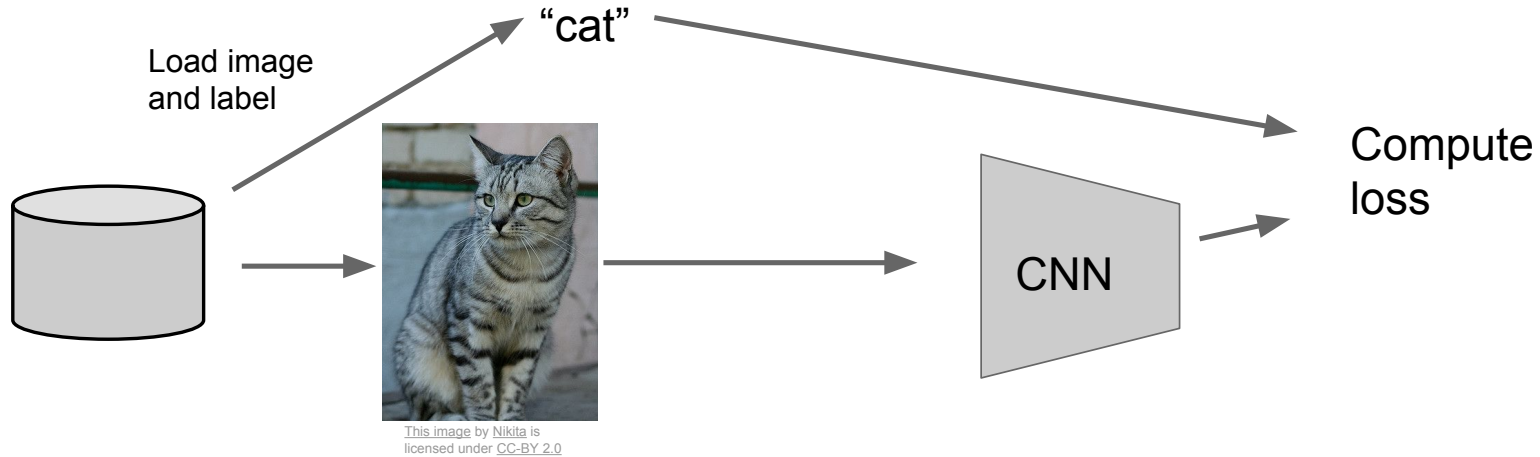 “cat”
Load image
and label
Compute
loss
CNN
This image by Nikita is
licensed under CC-BY 2.0